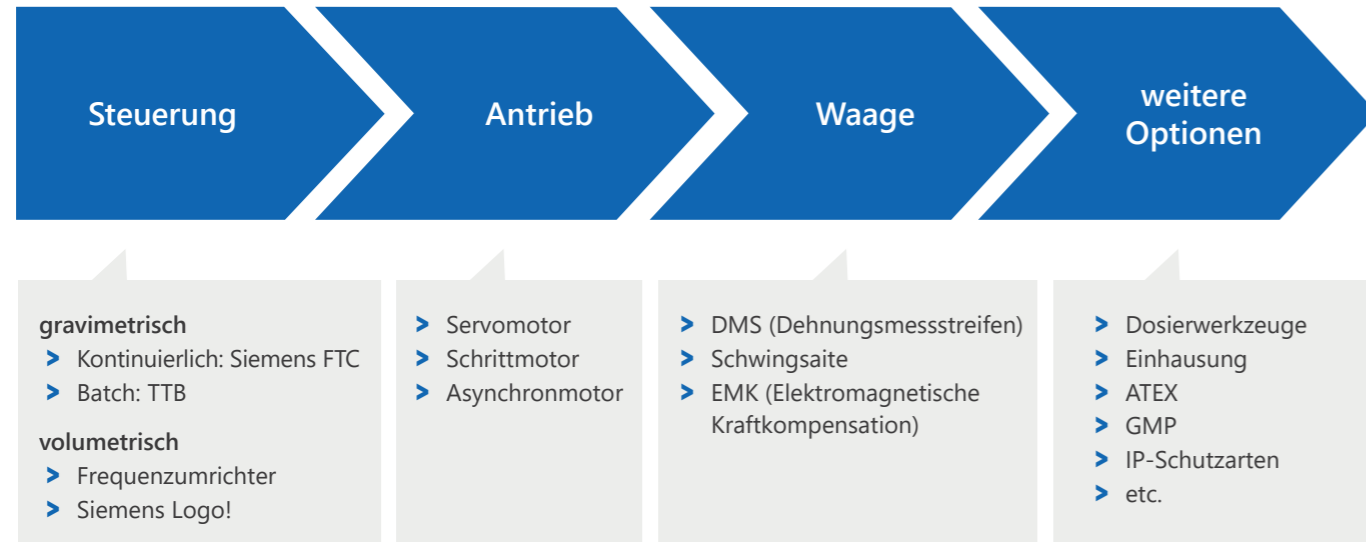 Steuerung
Antrieb
Waage
weitere
Optionen
gravimetrisch
> Kontinuierlich: Siemens FTC
> Batch: TTB
volumetrisch
> Frequenzumrichter
> Siemens Logo!
> Servomotor
> Schrittmotor
> Asynchronmotor
> DMS (Dehnungsmessstreifen)
> Schwingsaite
> EMK (Elektromagnetische
Kraftkompensation)
> Dosierwerkzeuge
> Einhausung
> ATEX
> GMP
> IP-Schutzarten
> etc.